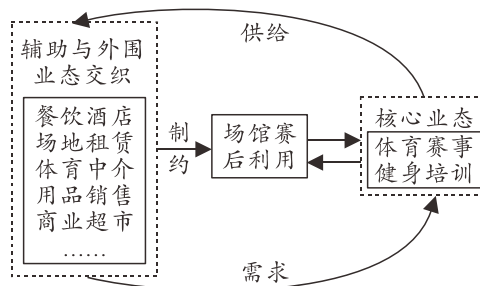 供给
辅助与外围
业态交织
餐饮酒店
场地租赁
体育中介
用品销售
商业超市
……
制
约
场馆赛
后利用
核心业态
体育赛事
健身培训
需求